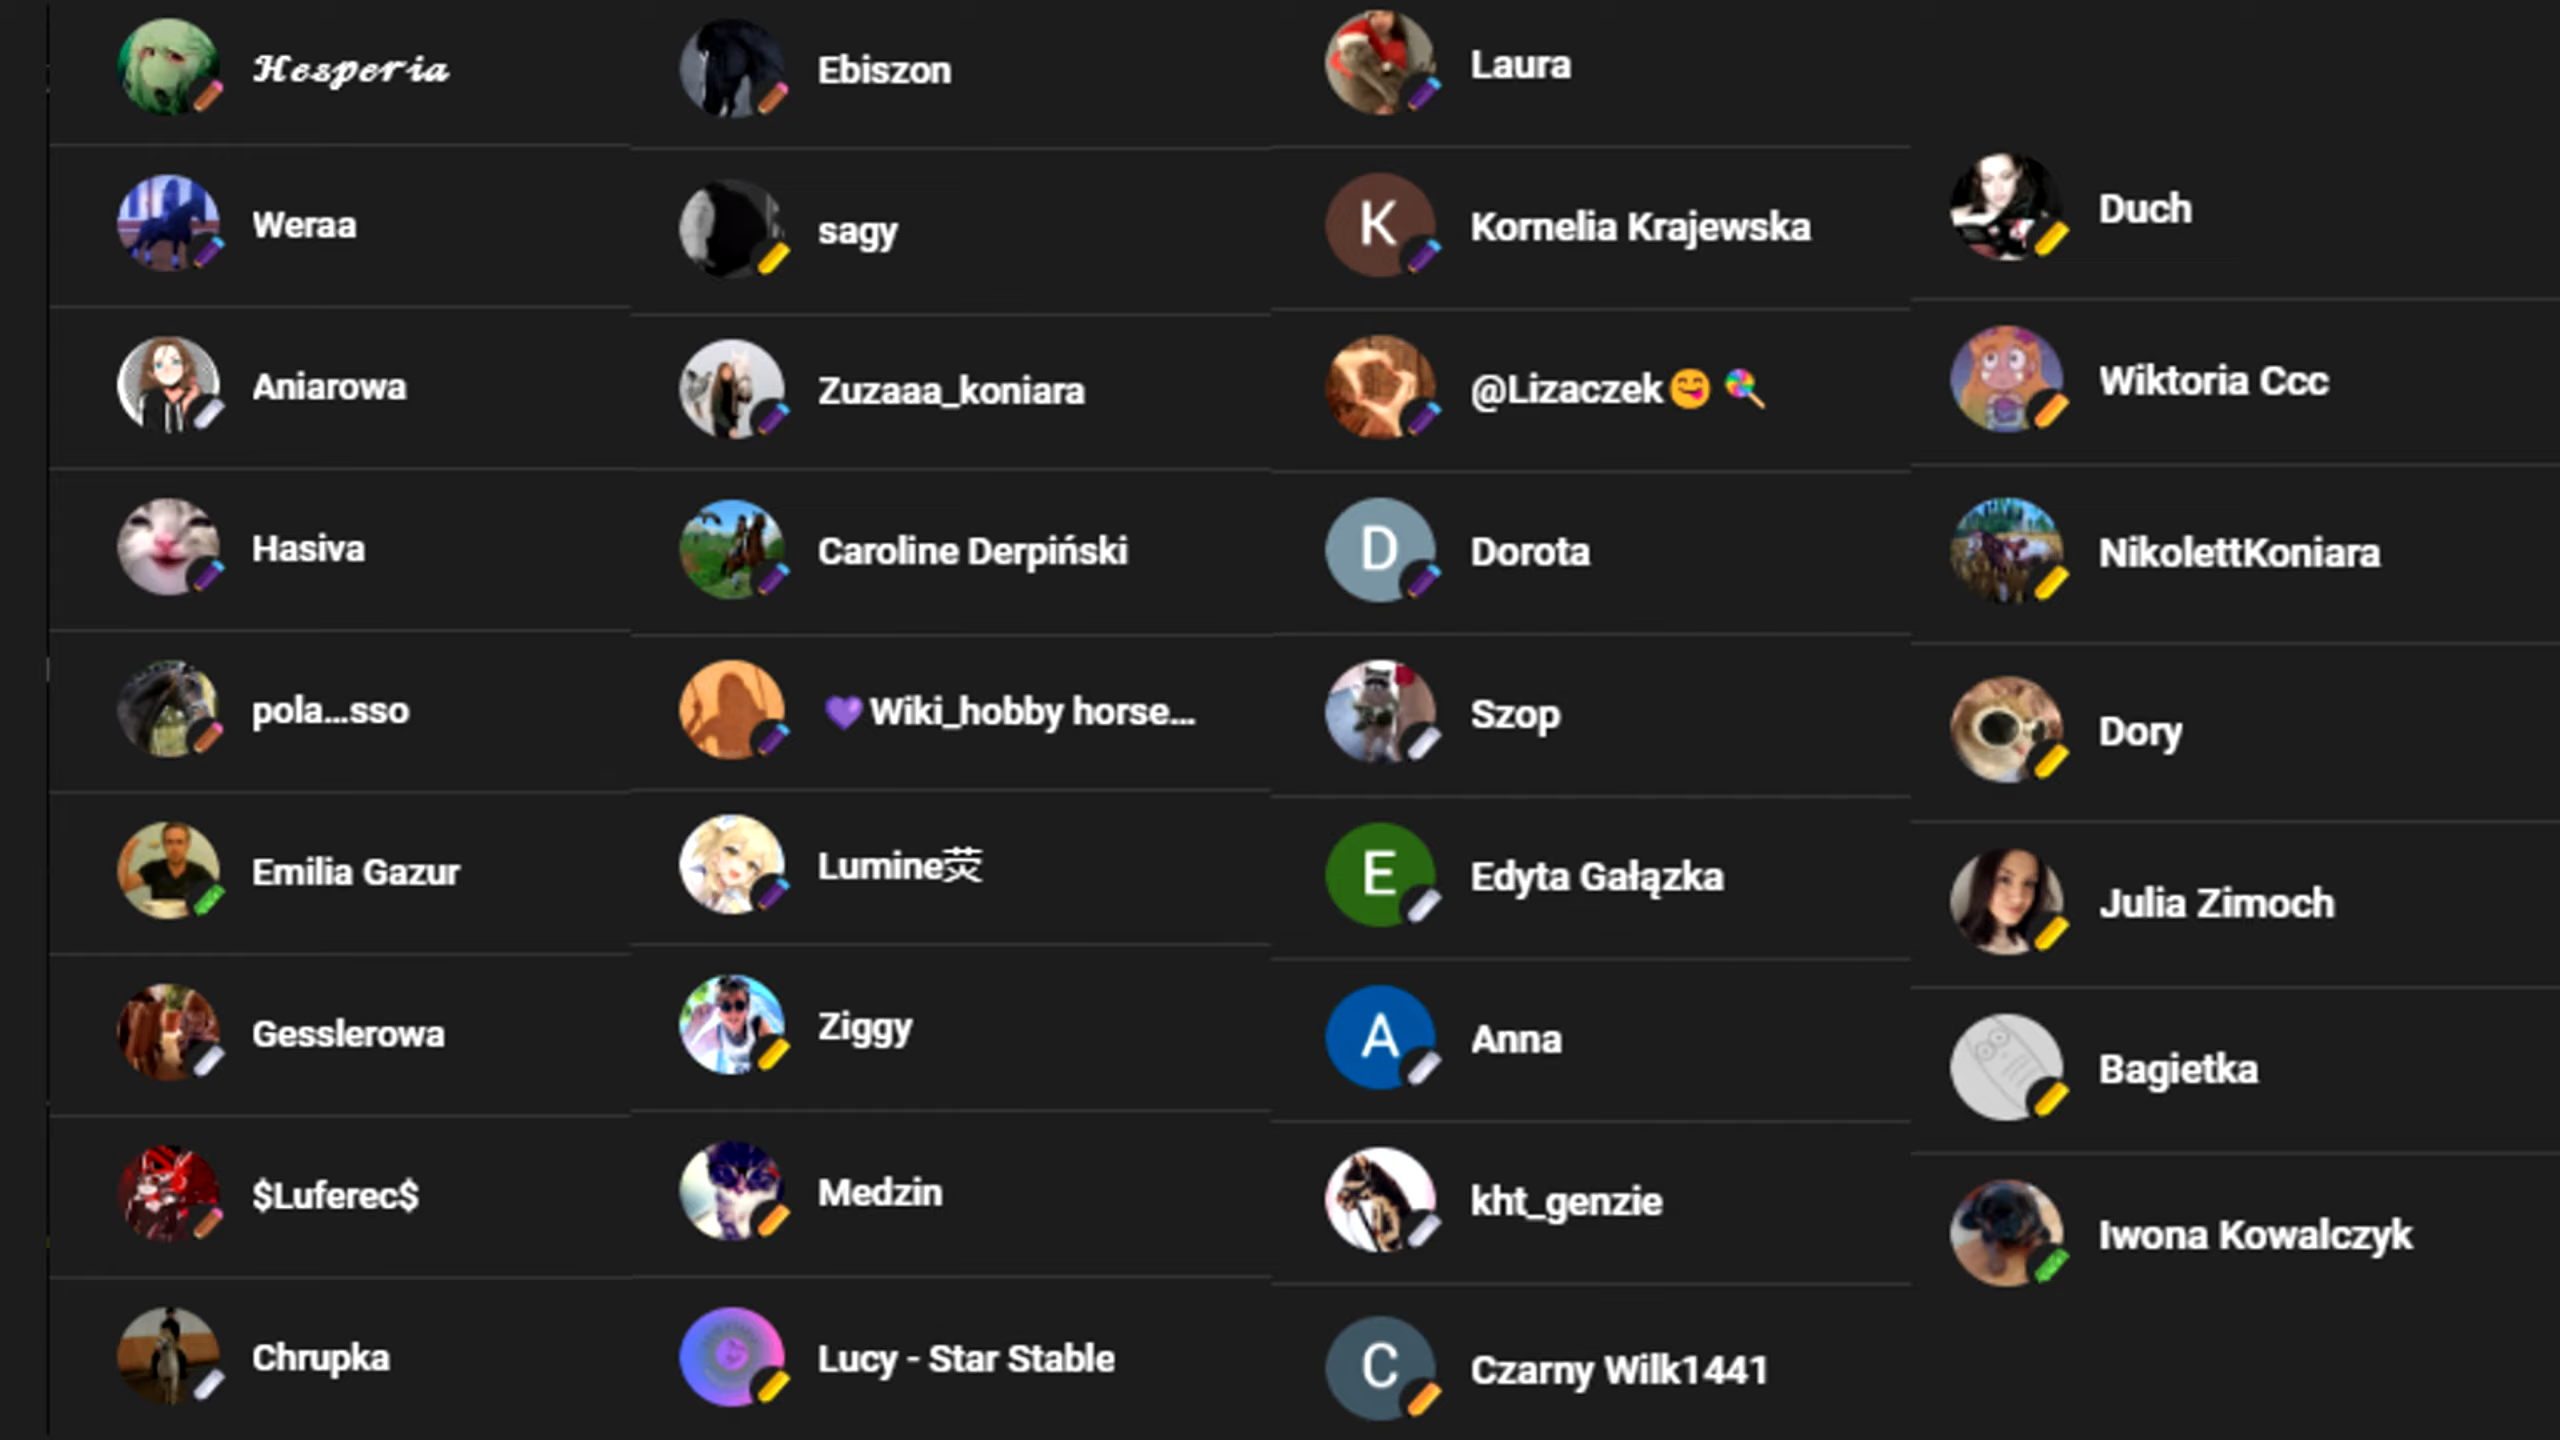 𝓗𝓮𝓼𝓹𝓮𝓻𝓲𝓪
Weraa
Aniarowa
Hasiva
pola...sso
Emilia Gazur
Gesslerowa
$Luferec$
Chrupka
Ebiszon
sagy
Zuzaaa_koniara
Caroline Derpiński
💜Wiki_hobby horse...
Lumine荧
Ziggy
Medzin
Lucy - Star Stable
Laura
K
Kornelia Krajewska
@Lizaczek😋🍭
D
Dorota
Szop
E
Edyta Gałązka
A
Anna
kht_genzie
C
Czarny Wilk1441
Duch
Wiktoria Ccc
NikolettKoniara
Dory
Julia Zimoch
Bagietka
Iwona Kowalczyk